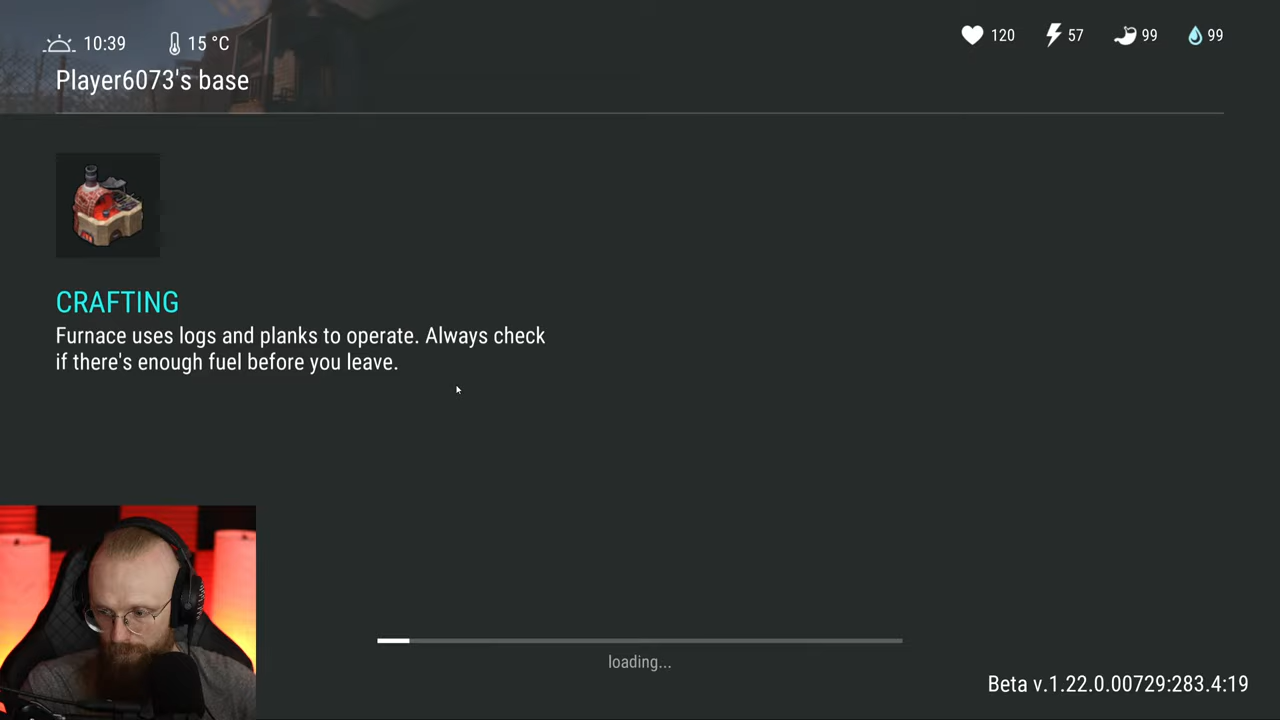 10:39 15 °C 120 57 99 99
Player6073's base
CRAFTING
Furnace uses logs and planks to operate. Always check
if there's enough fuel before you leave.
loading...
Beta v.1.22.0.00729:283.4:19